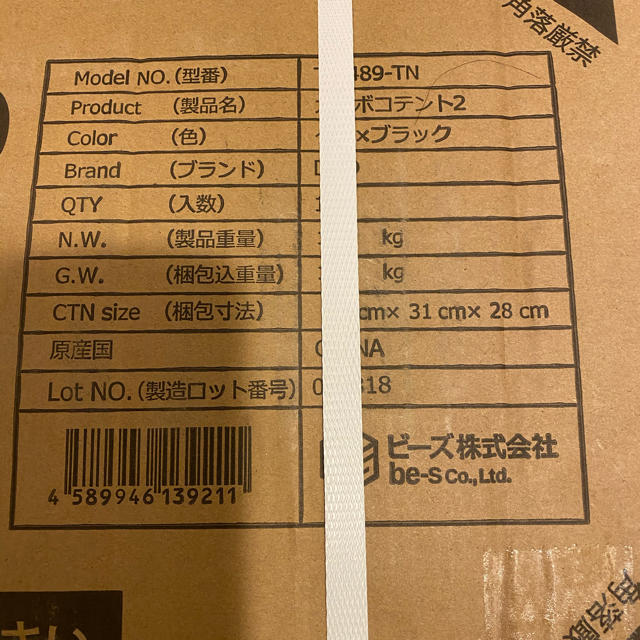 角落厳禁
Model NO.（型番） 489-TN
Product （製品名） ボコテント2
Color （色） ×ブラック
Brand （ブランド）
QTY （入数）
N.W. （製品重量） kg
G.W. （梱包込重量） kg
CTN size （梱包寸法） cm× 31 cm× 28 cm
原産国 NA
Lot NO.（製造ロット番号） 18
ビーズ株式会社
be-s Co.,Ltd.
4 589946 139211
角落